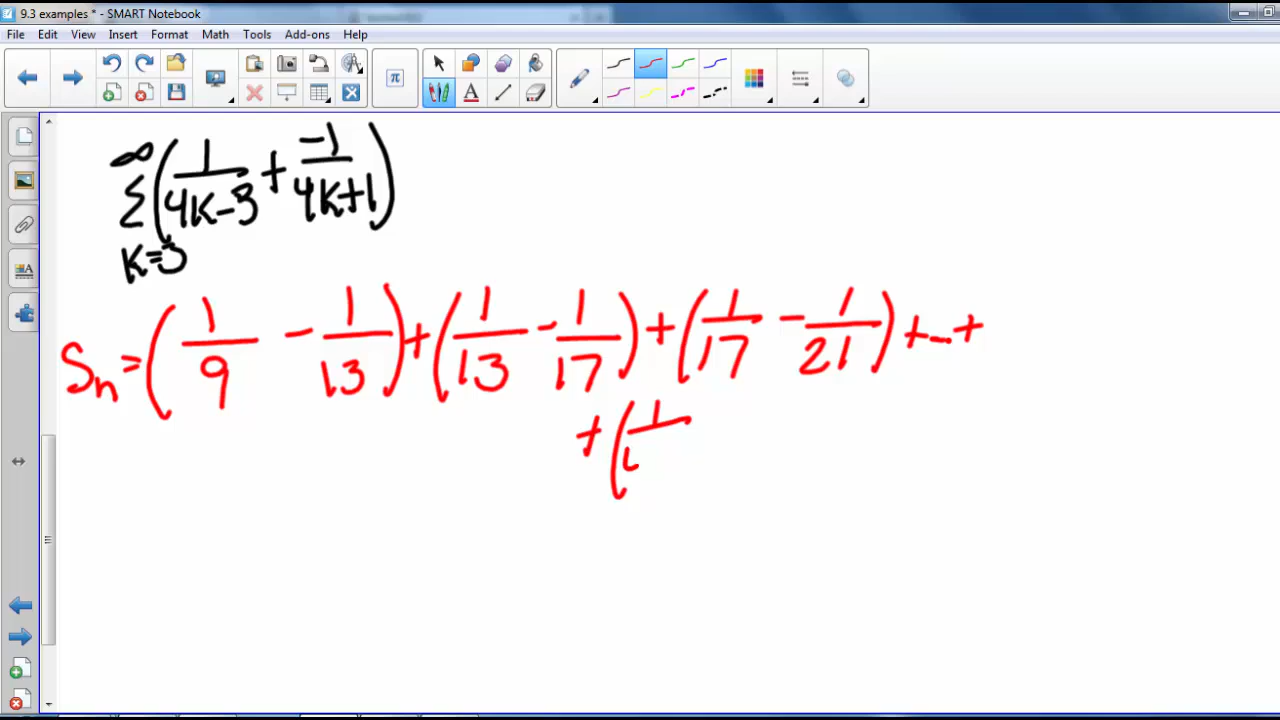 9.3 examples * - SMART Notebook
File Edit View Insert Format Math Tools Add-ons Help
∞
Σ ( 1/(4K-3) + -1/(4K+1) )
K=3
Sn = ( 1/9 - 1/13 ) + ( 1/13 - 1/17 ) + ( 1/17 - 1/21 ) + ... +
+ ( 1/